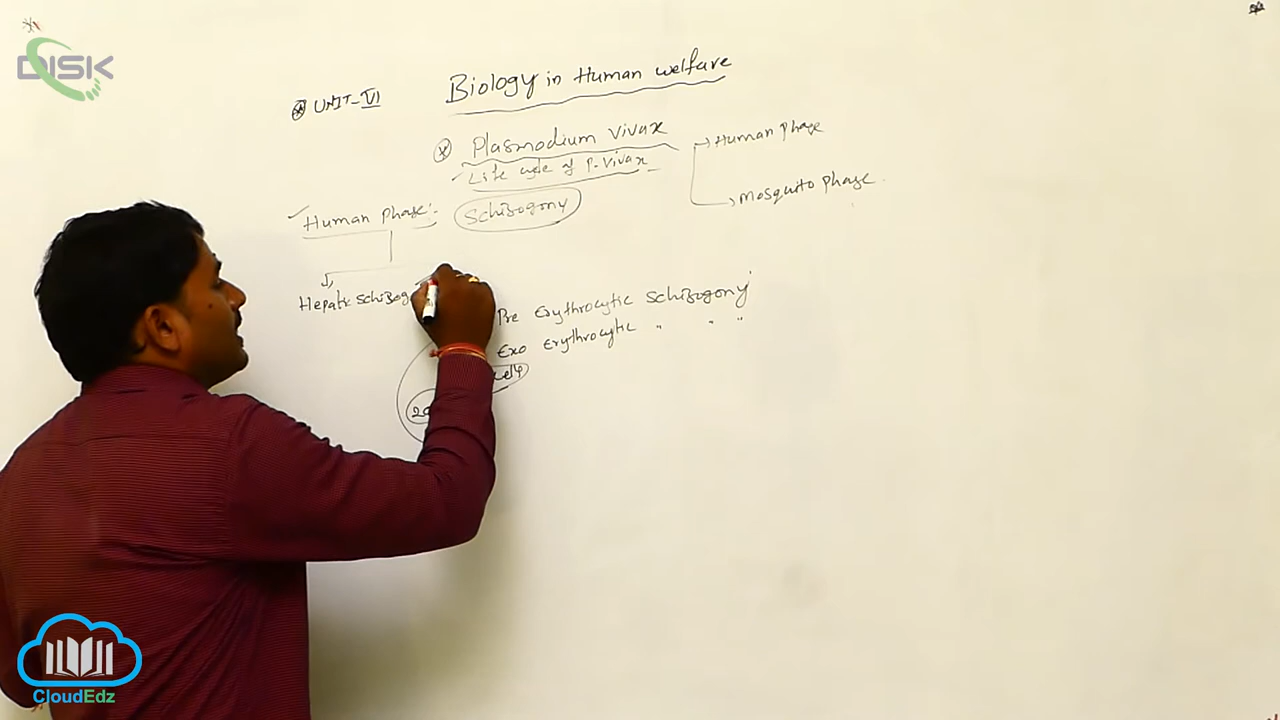 DISK
UNIT-VI
Biology in Human welfare
Plasmodium vivax
Life cycle of P-vivax
Human Phase
Mosquito Phase
Human Phase:- Schizogony
Hepatic Schizog
Pre Erythrocytic Schizogony
Exo Erythrocytic " " "
CloudEdz